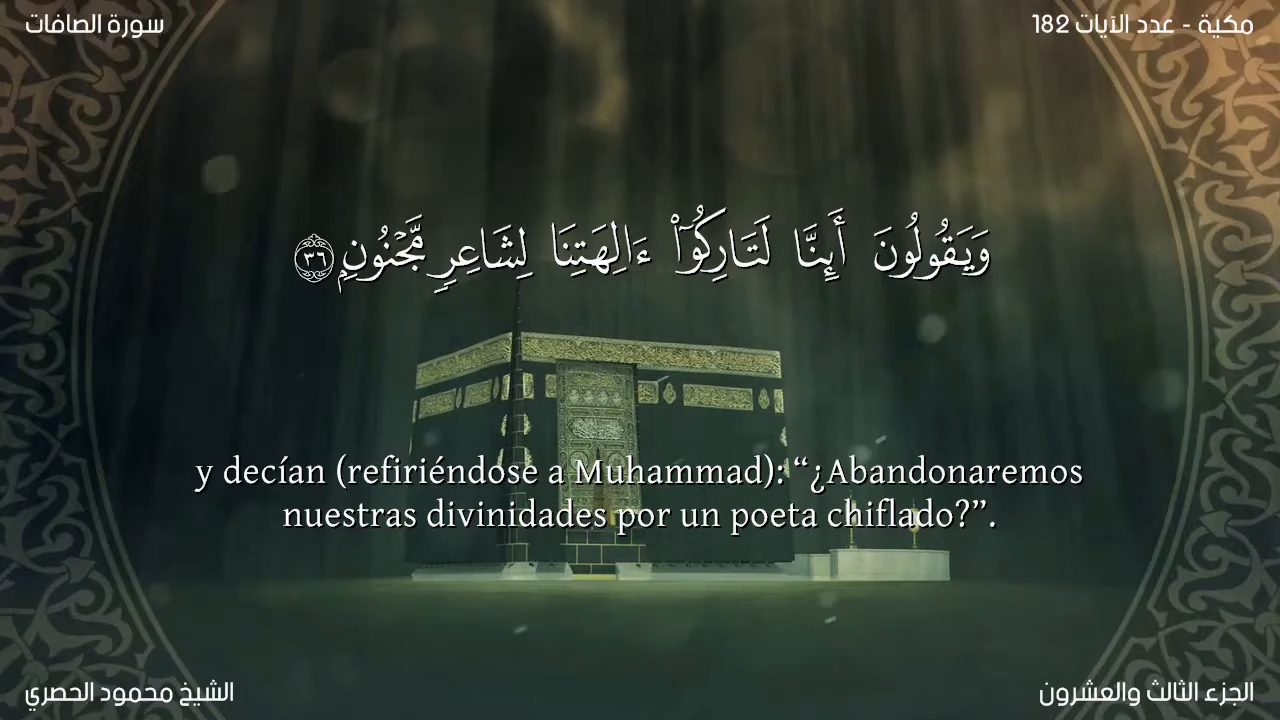 سورة الصافات
مكية - عدد الآيات 182
وَيَقُولُونَ أَئِنَّا لَتَارِكُوٓا۟ ءَالِهَتِنَا لِشَاعِرٍ مَّجْنُونٍ ٣٦
y decían (refiriéndose a Muhammad): “¿Abandonaremos
nuestras divinidades por un poeta chiflado?”.
الشيخ محمود الحصري
الجزء الثالث والعشرون